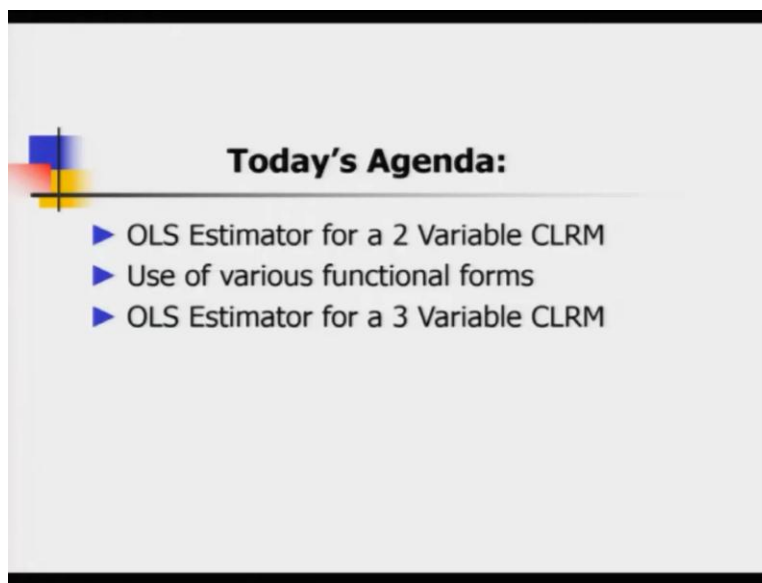 Today's Agenda:
OLS Estimator for a 2 Variable CLRM
Use of various functional forms
OLS Estimator for a 3 Variable CLRM